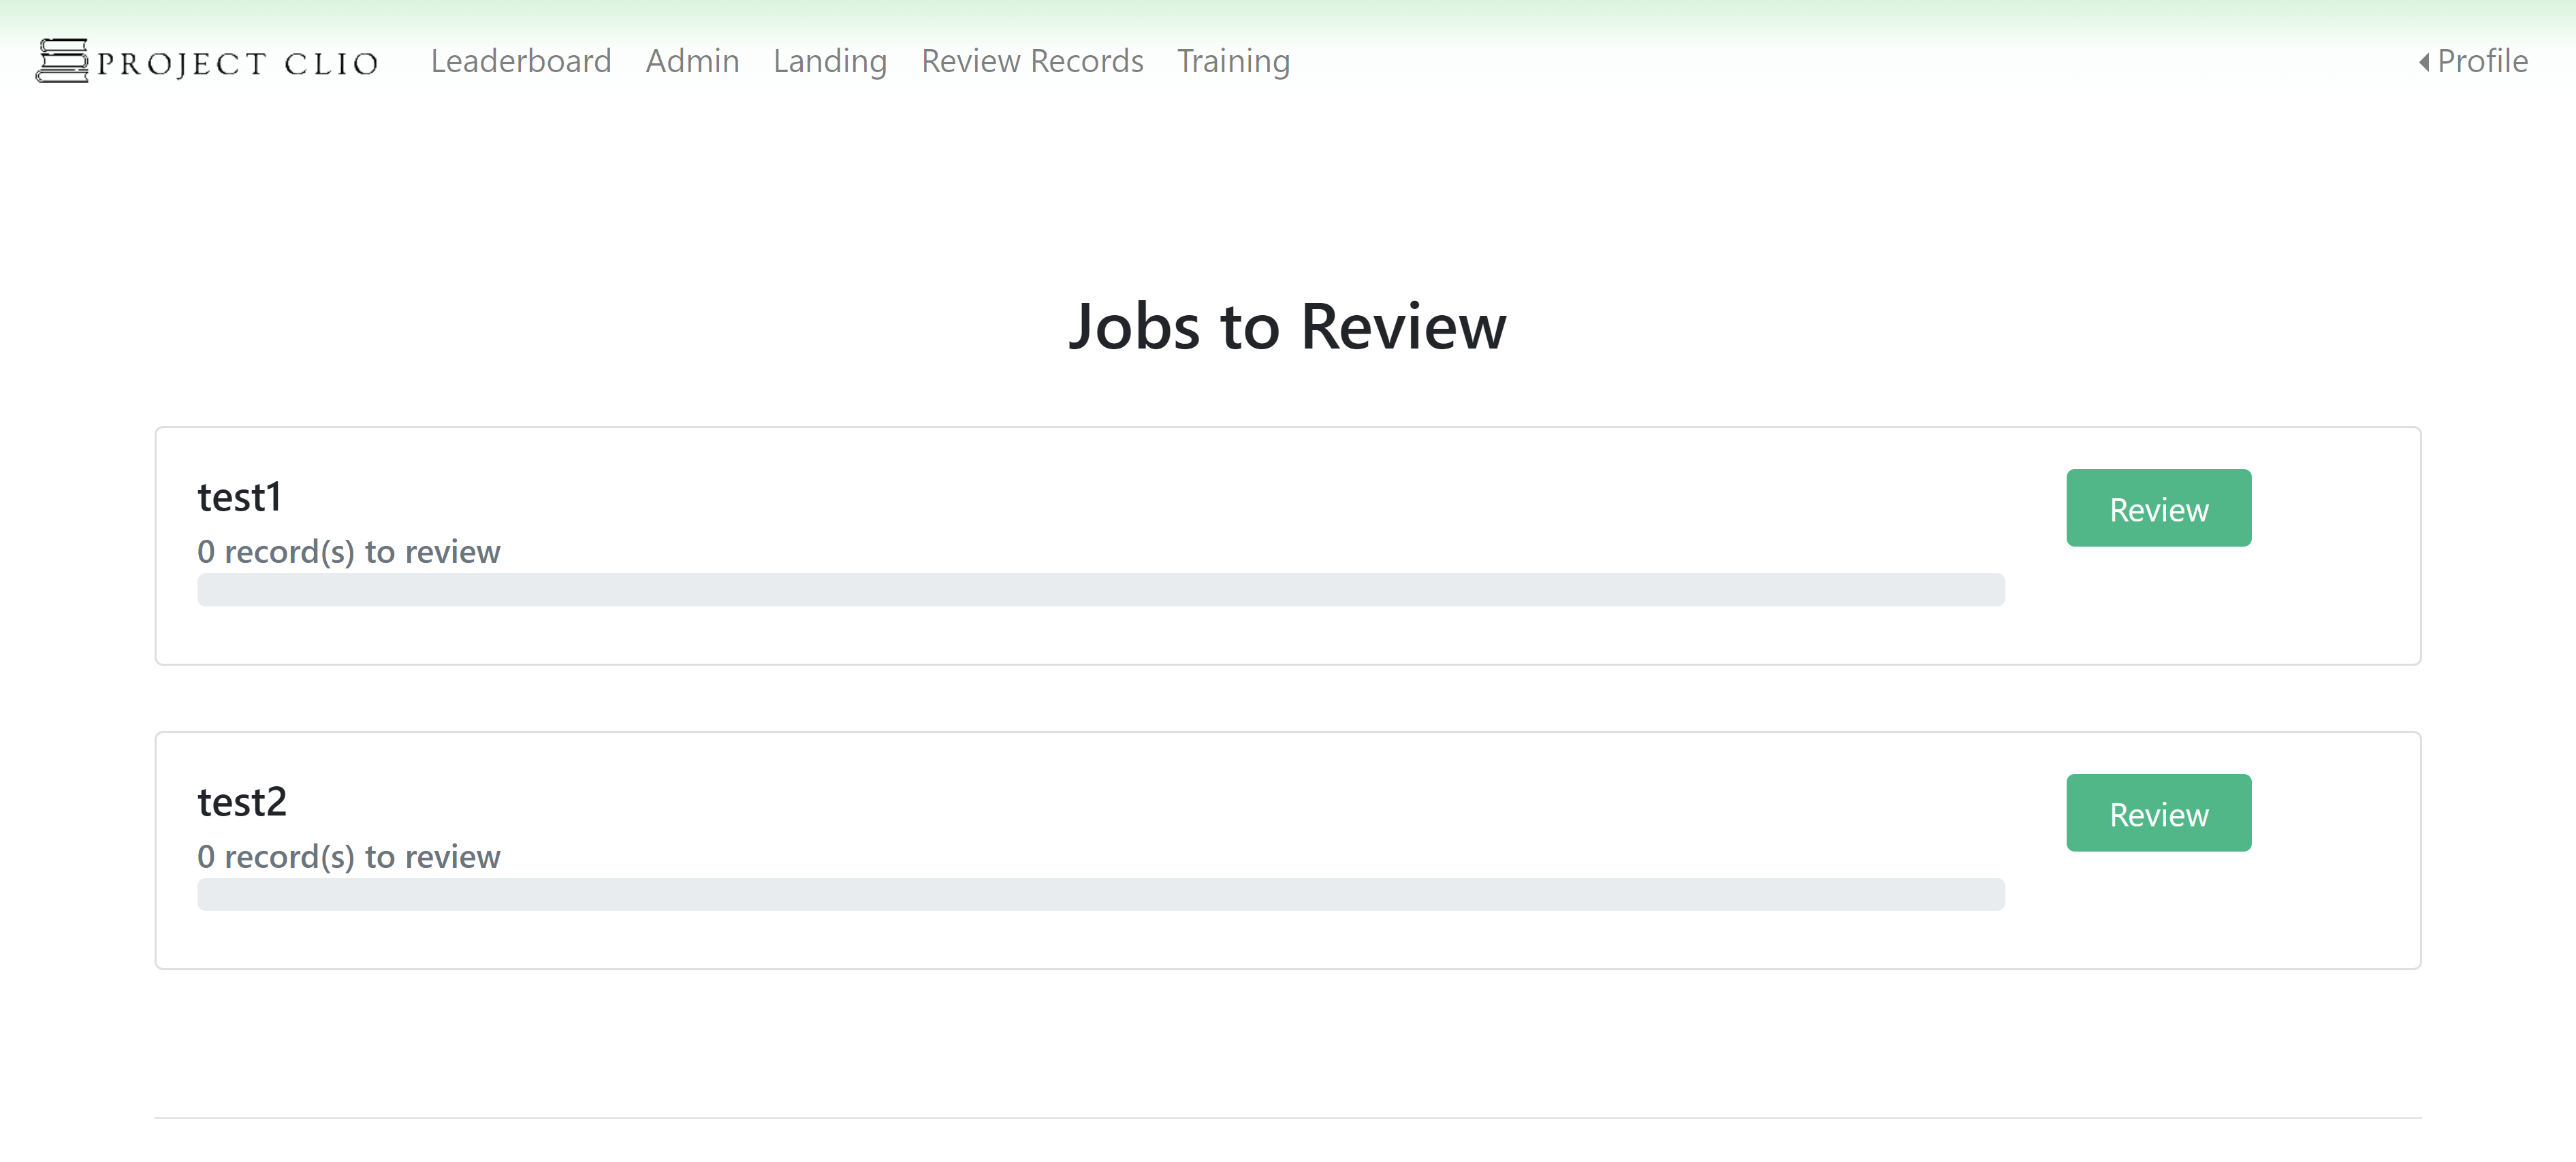 PROJECT CLIO Leaderboard Admin Landing Review Records Training Profile
Jobs to Review
test1
Review
0 record(s) to review
test2
Review
0 record(s) to review